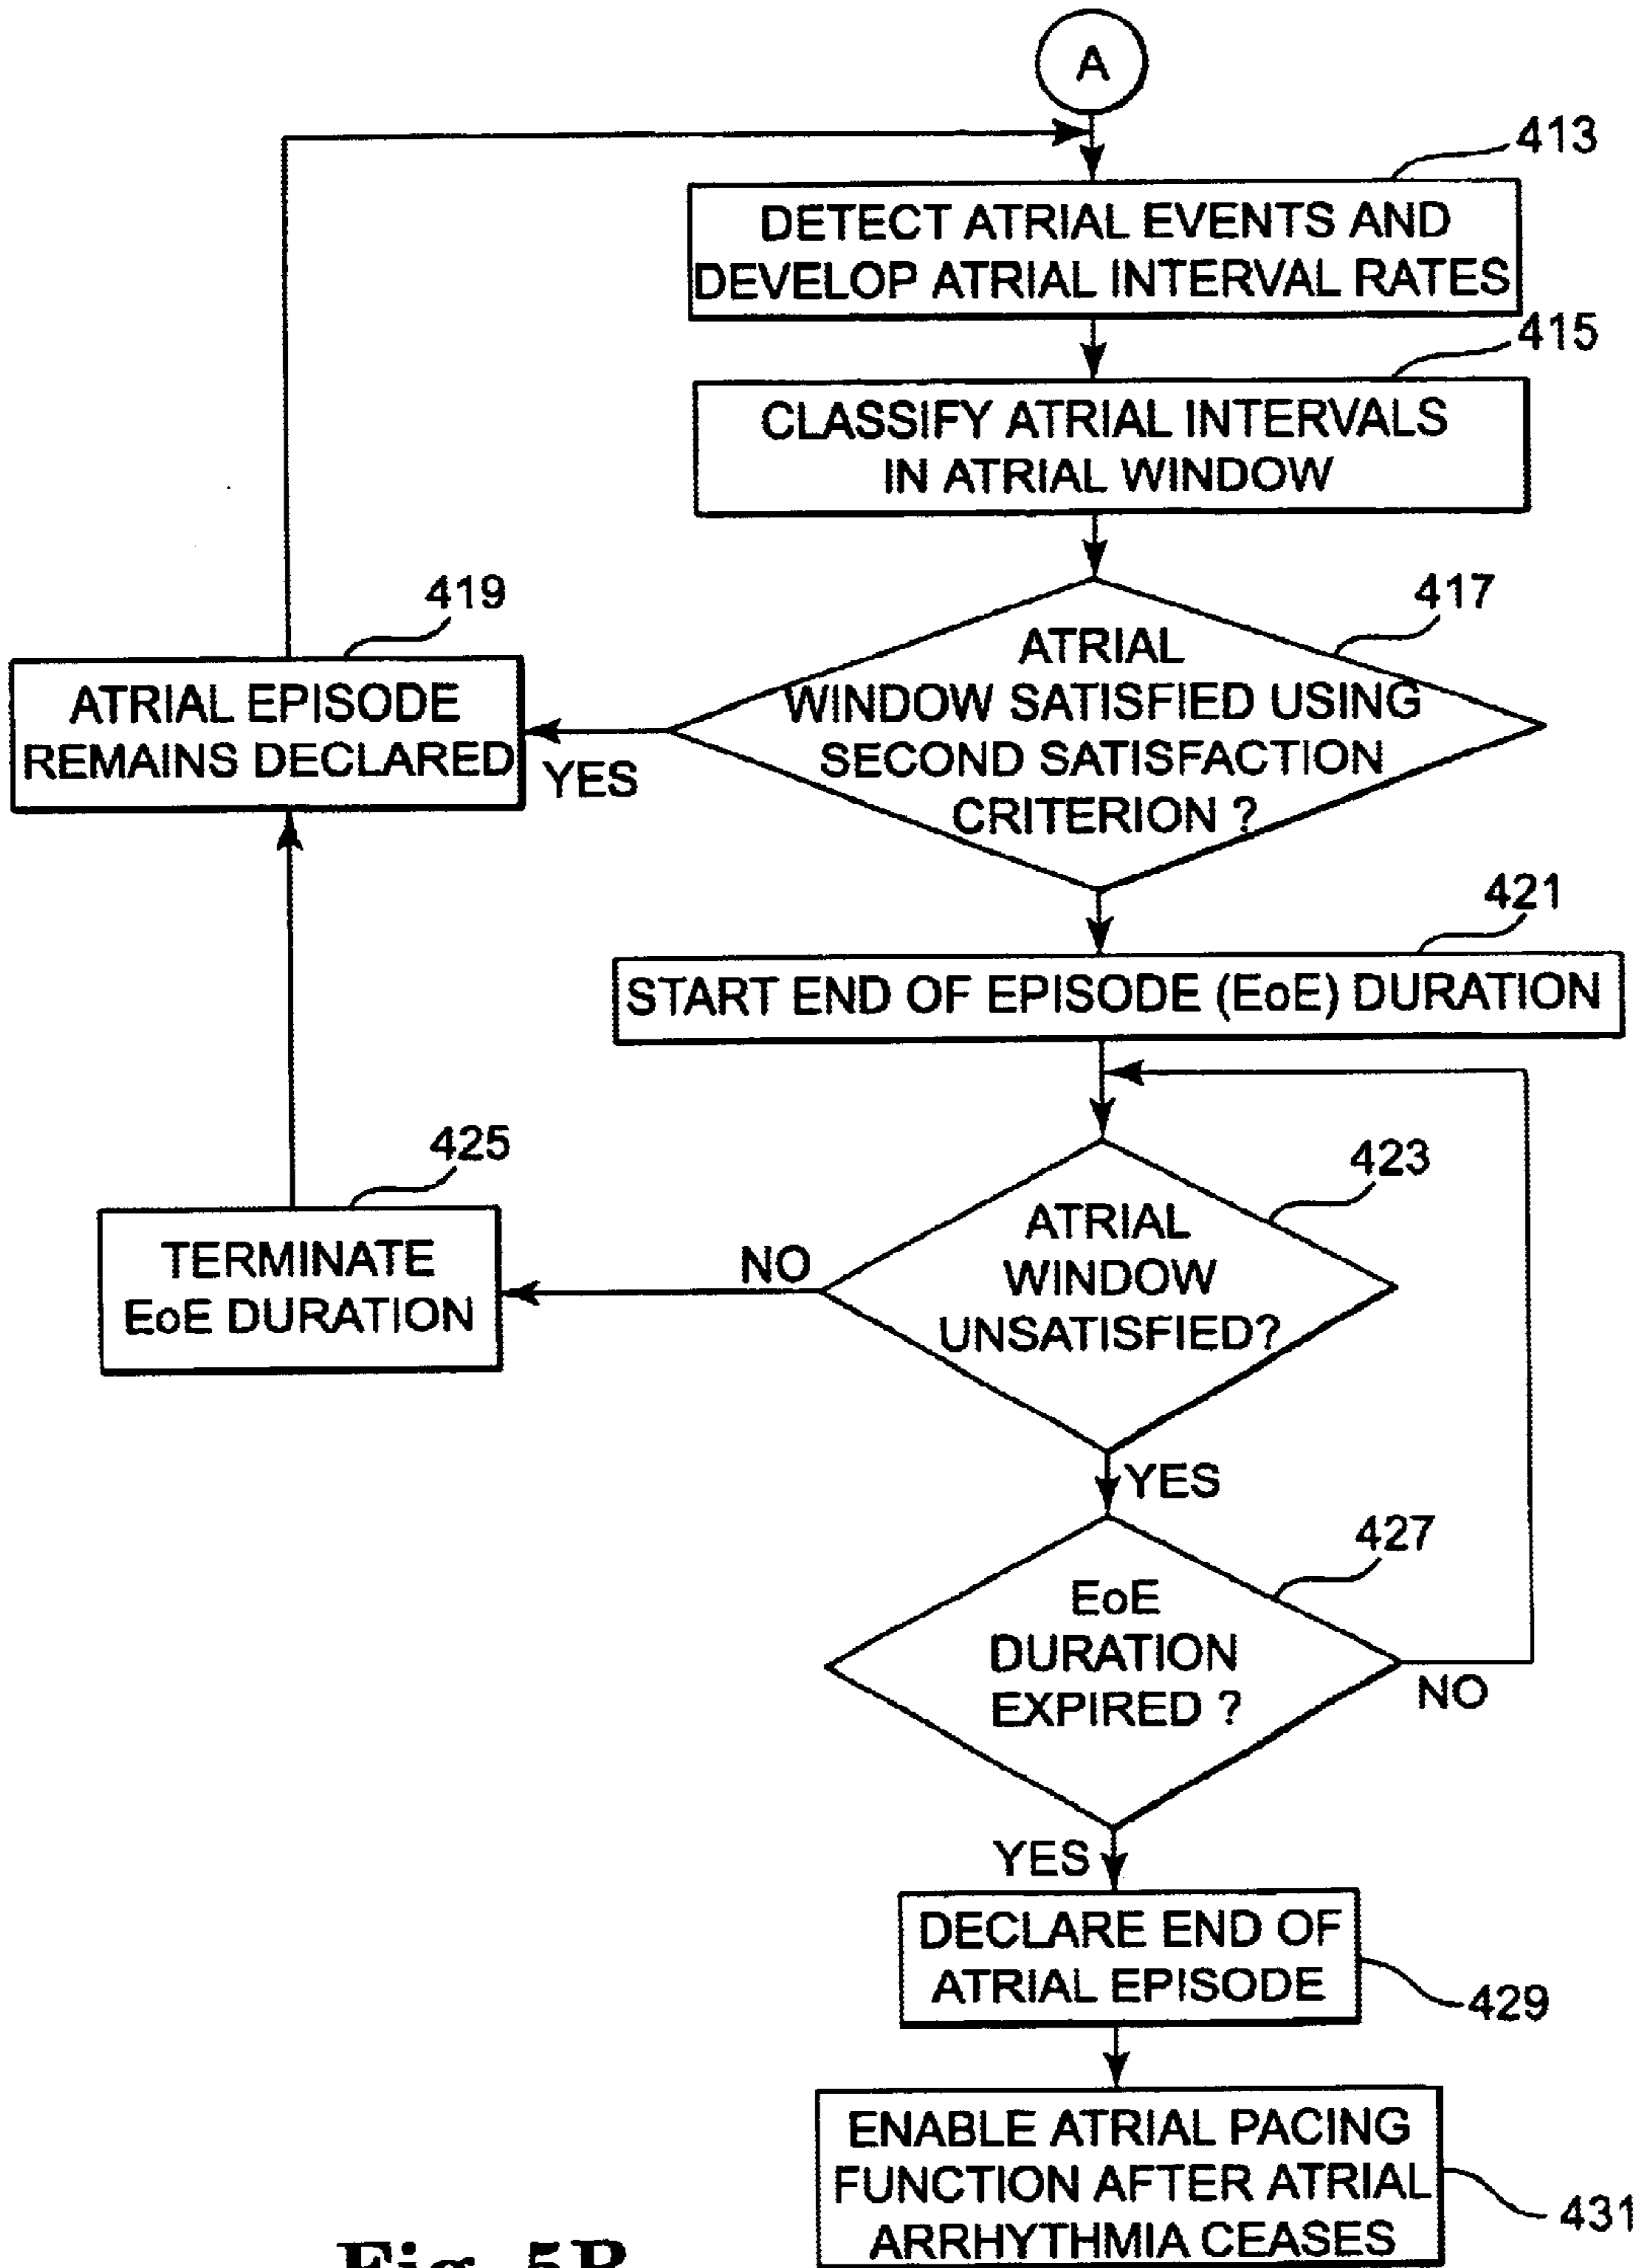 A
413
DETECT ATRIAL EVENTS AND
DEVELOP ATRIAL INTERVAL RATES
415
CLASSIFY ATRIAL INTERVALS
IN ATRIAL WINDOW
417
ATRIAL
WINDOW SATISFIED USING
SECOND SATISFACTION
CRITERION ?
419
ATRIAL EPISODE
REMAINS DECLARED
YES
421
START END OF EPISODE (EoE) DURATION
423
ATRIAL
WINDOW
UNSATISFIED?
NO
425
TERMINATE
EoE DURATION
YES
427
EoE
DURATION
EXPIRED ?
NO
YES
DECLARE END OF
ATRIAL EPISODE
429
ENABLE ATRIAL PACING
FUNCTION AFTER ATRIAL
ARRHYTHMIA CEASES
431
Fig. 5B